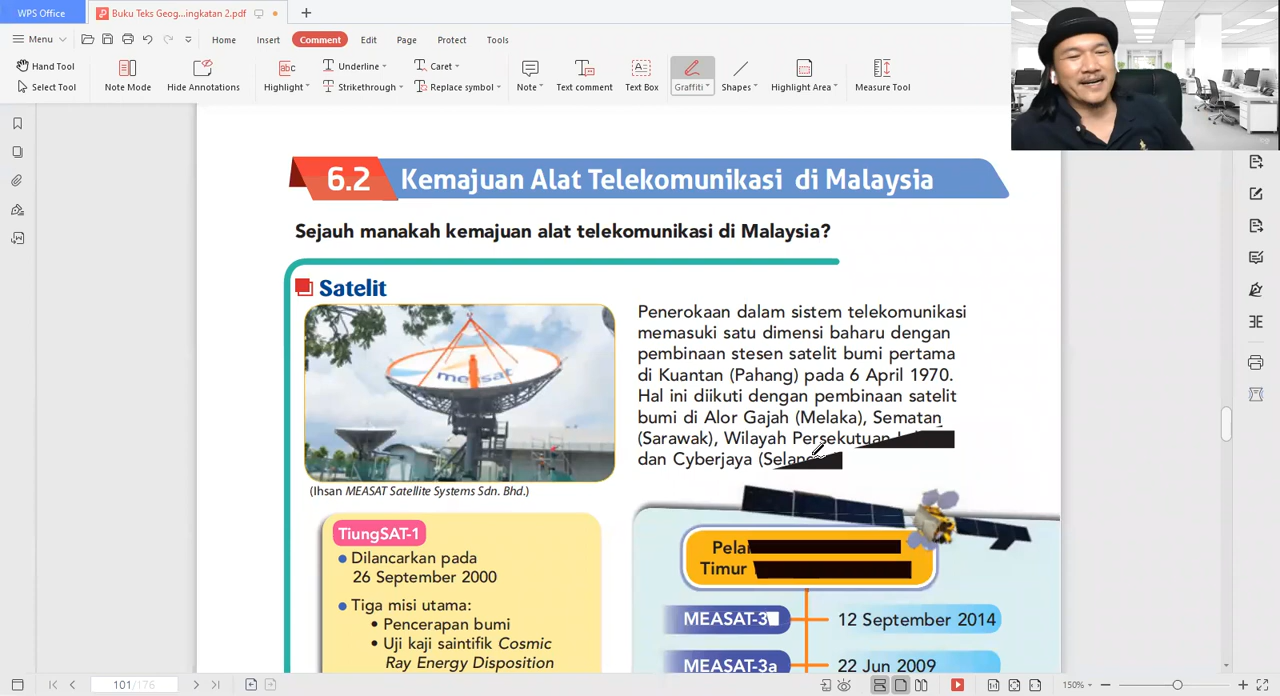 WPS Office
Buku Teks Geog...ingkatan 2.pdf
Menu
Home Insert Comment Edit Page Protect Tools
Hand Tool
Select Tool
Note Mode
Hide Annotations
Highlight
Underline
Strikethrough
Caret
Replace symbol
Note
Text comment
Text Box
Graffiti
Shapes
Highlight Area
Measure Tool
6.2 Kemajuan Alat Telekomunikasi di Malaysia
Sejauh manakah kemajuan alat telekomunikasi di Malaysia?
Satelit
measat
(Ihsan MEASAT Satellite Systems Sdn. Bhd.)
Penerokaan dalam sistem telekomunikasi
memasuki satu dimensi baharu dengan
pembinaan stesen satelit bumi pertama
di Kuantan (Pahang) pada 6 April 1970.
Hal ini diikuti dengan pembinaan satelit
bumi di Alor Gajah (Melaka), Sematan
(Sarawak), Wilayah Persekutuan
dan Cyberjaya
TiungSAT-1
Dilancarkan pada
26 September 2000
Tiga misi utama:
• Pencerapan bumi
• Uji kaji saintifik Cosmic
Ray Energy Disposition
Timur
12 September 2014
MEASAT-3a
22 Jun 2009
101/176
150%